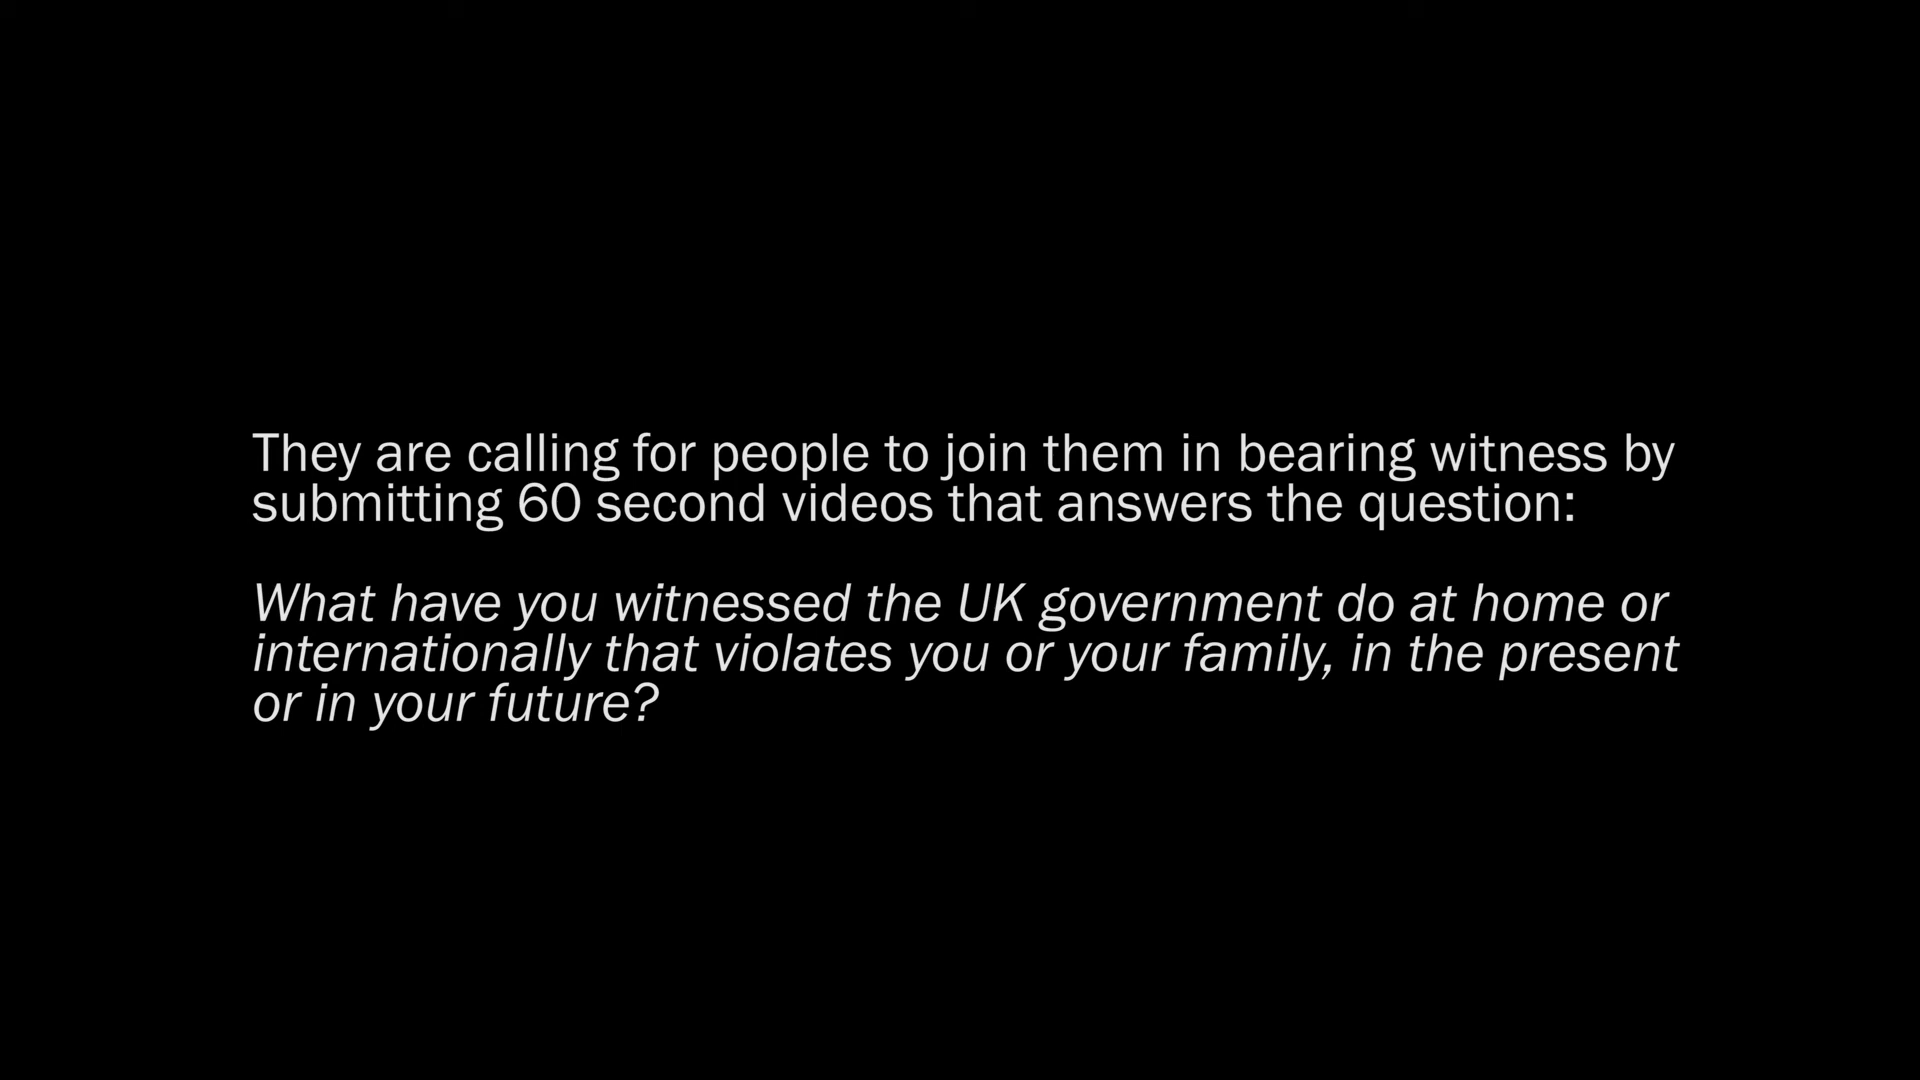 They are calling for people to join them in bearing witness by
submitting 60 second videos that answers the question:
What have you witnessed the UK government do at home or
internationally that violates you or your family, in the present
or in your future?